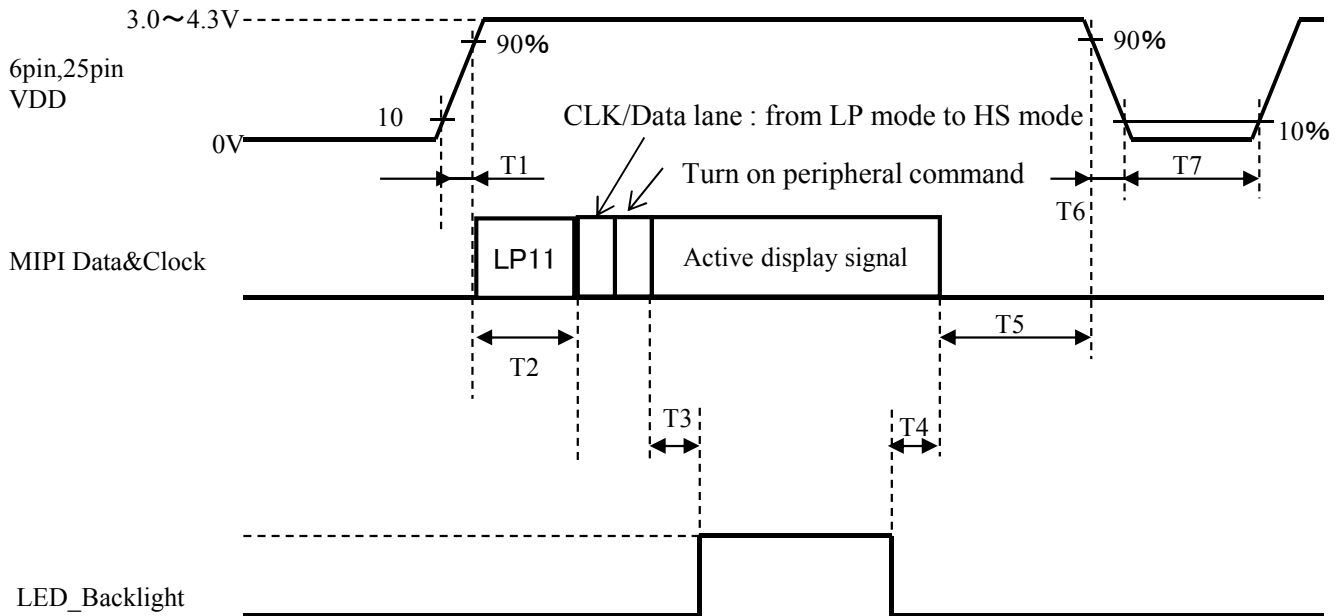 3.0～4.3V
90%
90%
6pin,25pin
VDD
10
CLK/Data lane : from LP mode to HS mode
10%
0V
T1
Turn on peripheral command
T7
T6
MIPI Data&Clock
LP11
Active display signal
T5
T2
T3
T4
LED_Backlight